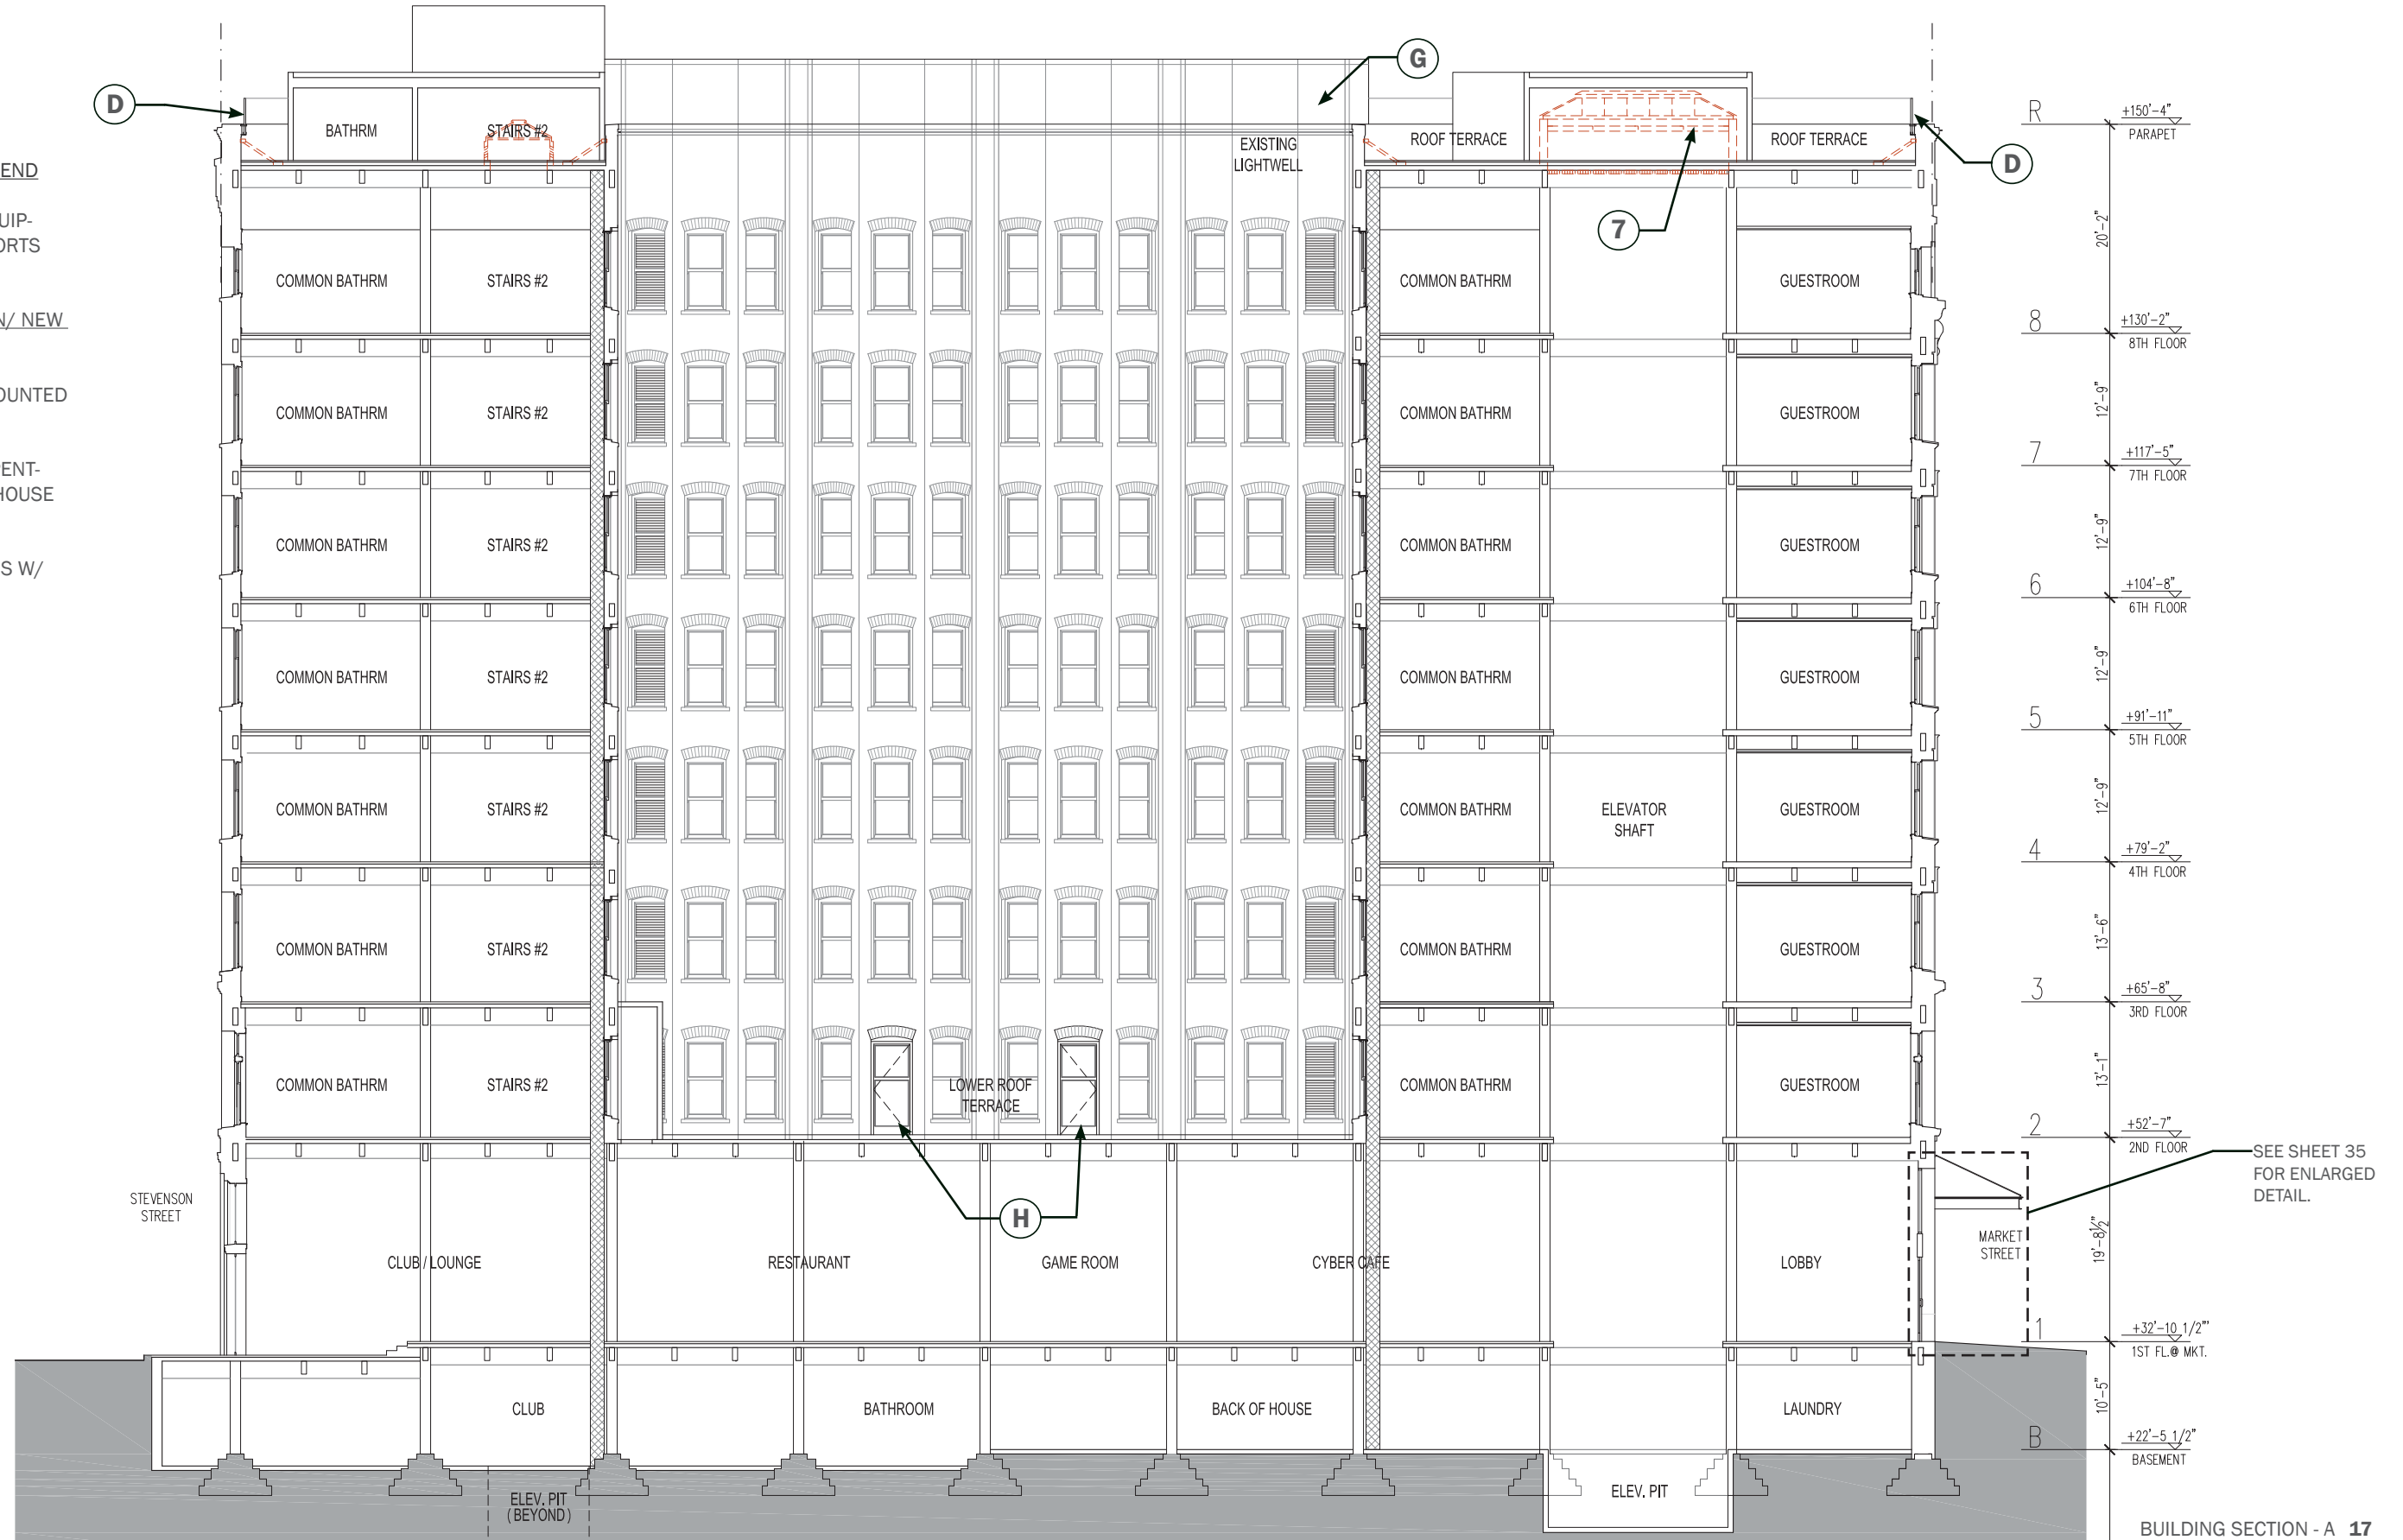 END
UIP-
ORTS
N/ NEW
OUNTED
PENT-
HOUSE
S W/
D
G
D
7
H
BATHRM
STAIRS #2
EXISTING
LIGHTWELL
ROOF TERRACE
ROOF TERRACE
COMMON BATHRM
STAIRS #2
COMMON BATHRM
GUESTROOM
COMMON BATHRM
STAIRS #2
COMMON BATHRM
GUESTROOM
COMMON BATHRM
STAIRS #2
COMMON BATHRM
GUESTROOM
COMMON BATHRM
STAIRS #2
COMMON BATHRM
GUESTROOM
COMMON BATHRM
STAIRS #2
COMMON BATHRM
ELEVATOR
SHAFT
GUESTROOM
COMMON BATHRM
STAIRS #2
COMMON BATHRM
GUESTROOM
COMMON BATHRM
STAIRS #2
LOWER ROOF
TERRACE
COMMON BATHRM
GUESTROOM
STEVENSON
STREET
CLUB / LOUNGE
RESTAURANT
GAME ROOM
CYBER CAFE
LOBBY
MARKET
STREET
CLUB
BATHROOM
BACK OF HOUSE
LAUNDRY
ELEV. PIT
(BEYOND)
ELEV. PIT
R
+150'-4"
PARAPET
20'-2"
8
+130'-2"
8TH FLOOR
12'-9"
7
+117'-5"
7TH FLOOR
12'-9"
6
+104'-8"
6TH FLOOR
12'-9"
5
+91'-11"
5TH FLOOR
12'-9"
4
+79'-2"
4TH FLOOR
13'-6"
3
+65'-8"
3RD FLOOR
13'-1"
2
+52'-7"
2ND FLOOR
19'-8½"
1
+32'-10 1/2"'
1ST FL.@ MKT.
10'-5"
B
+22'-5 1/2"
BASEMENT
SEE SHEET 35
FOR ENLARGED
DETAIL.
BUILDING SECTION - A 17